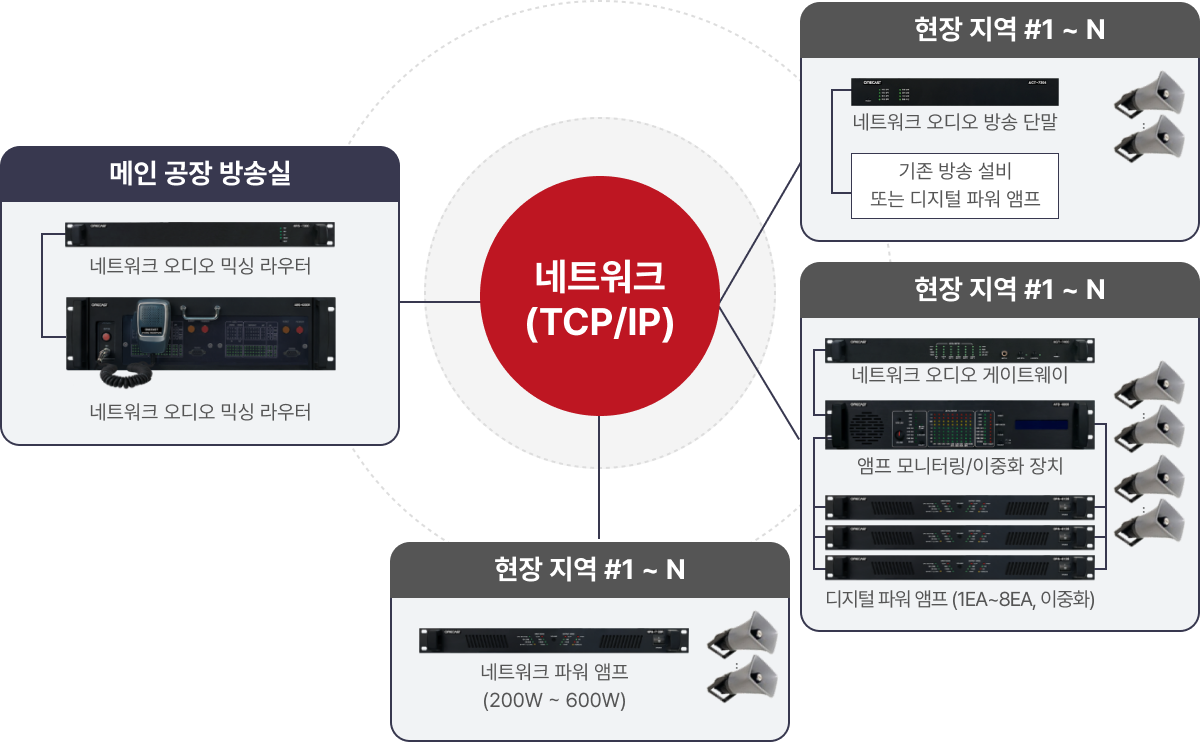 현장 지역 #1 ~ N
네트워크 오디오 방송 단말
기존 방송 설비
또는 디지털 파워 앰프
메인 공장 방송실
네트워크 오디오 믹싱 라우터
네트워크 오디오 믹싱 라우터
네트워크
(TCP/IP)
현장 지역 #1 ~ N
네트워크 오디오 게이트웨이
앰프 모니터링/이중화 장치
디지털 파워 앰프 (1EA~8EA, 이중화)
현장 지역 #1 ~ N
네트워크 파워 앰프
(200W ~ 600W)